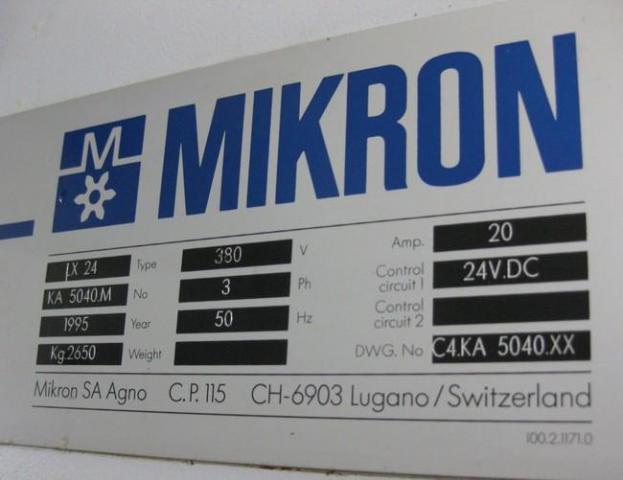 M
MIKRON
LX 24 Type 380 V Amp. 20
KA 5040.M No 3 Ph Control circuit 1 24V.DC
1995 Year 50 Hz Control circuit 2
Kg.2650 Weight DWG. No C4.KA 5040.XX
Mikron SA Agno C.P. 115 CH-6903 Lugano/Switzerland
100.2.1171.0